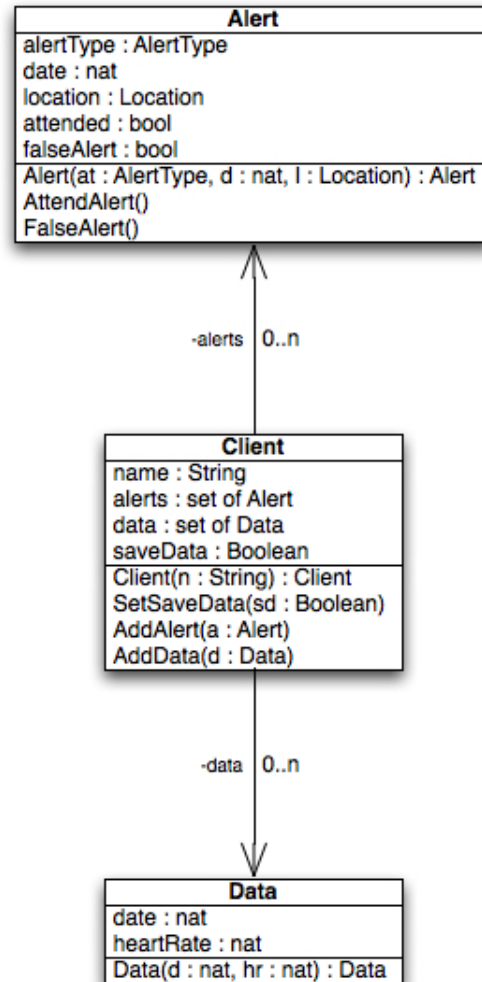 Alert
alertType : AlertType
date : nat
location : Location
attended : bool
falseAlert : bool
Alert(at : AlertType, d : nat, l : Location) : Alert
AttendAlert()
FalseAlert()
-alerts 0..n
Client
name : String
alerts : set of Alert
data : set of Data
saveData : Boolean
Client(n : String) : Client
SetSaveData(sd : Boolean)
AddAlert(a : Alert)
AddData(d : Data)
-data 0..n
Data
date : nat
heartRate : nat
Data(d : nat, hr : nat) : Data